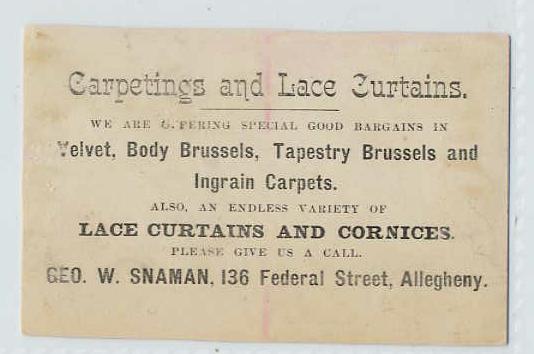 Carpetings and Lace Curtains.
WE ARE OFFERING SPECIAL GOOD BARGAINS IN
Velvet, Body Brussels, Tapestry Brussels and
Ingrain Carpets.
ALSO, AN ENDLESS VARIETY OF
LACE CURTAINS AND CORNICES.
PLEASE GIVE US A CALL.
GEO. W. SNAMAN, 136 Federal Street, Allegheny.